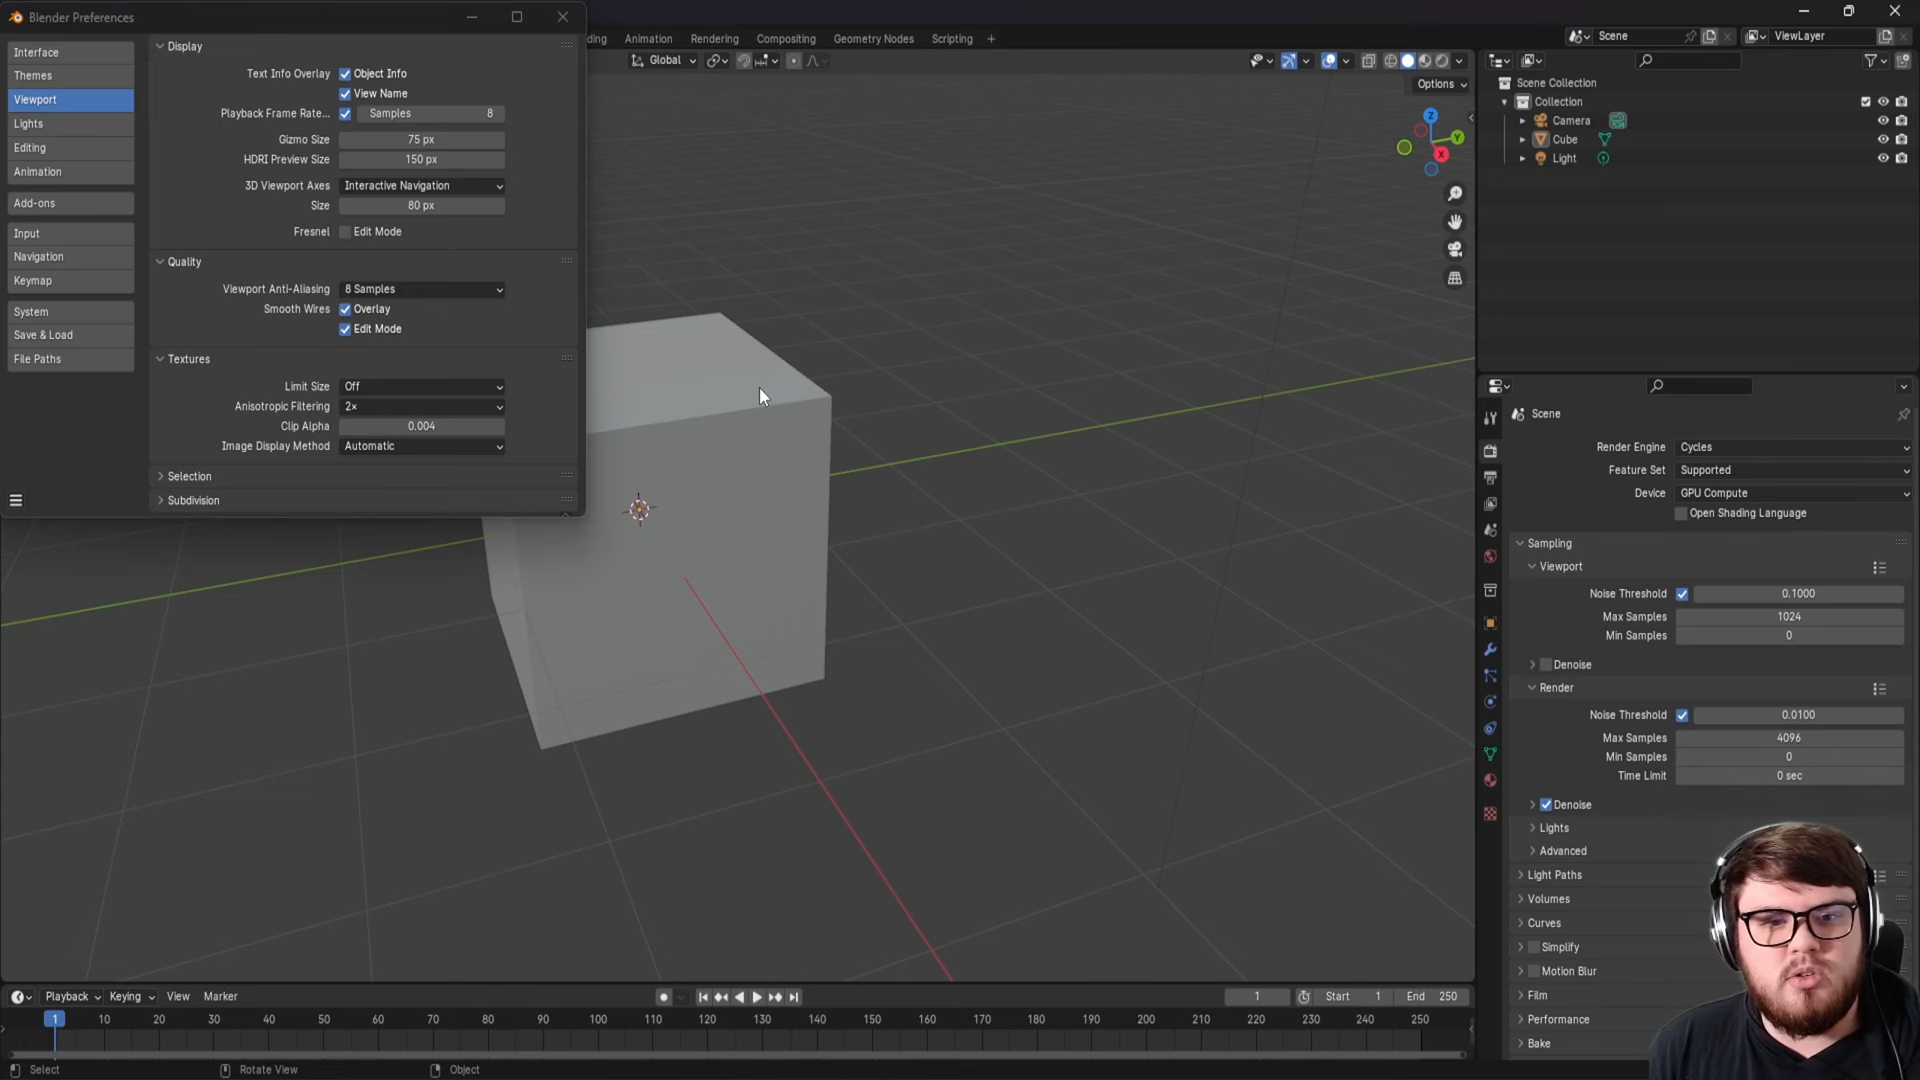 Blender Preferences
Interface
Themes
Viewport
Lights
Editing
Animation
Add-ons
Input
Navigation
Keymap
System
Save & Load
File Paths
Display
Text Info Overlay Object Info
View Name
Playback Frame Rate... Samples 8
Gizmo Size 75 px
HDRI Preview Size 150 px
3D Viewport Axes Interactive Navigation
Size 80 px
Fresnel Edit Mode
Quality
Viewport Anti-Aliasing 8 Samples
Smooth Wires Overlay
Edit Mode
Textures
Limit Size Off
Anisotropic Filtering 2×
Clip Alpha 0.004
Image Display Method Automatic
Selection
Subdivision
ding Animation Rendering Compositing Geometry Nodes Scripting +
Global
Options
Z
Y
X
Scene ViewLayer
Scene Collection
Collection
Camera
Cube
Light
Scene
Render Engine Cycles
Feature Set Supported
Device GPU Compute
Open Shading Language
Sampling
Viewport
Noise Threshold 0.1000
Max Samples 1024
Min Samples 0
Denoise
Render
Noise Threshold 0.0100
Max Samples 4096
Min Samples 0
Time Limit 0 sec
Denoise
Lights
Advanced
Light Paths
Volumes
Curves
Simplify
Motion Blur
Film
Performance
Bake
Playback Keying View Marker 1 Start 1 End 250
1 10 20 30 40 50 60 70 80 90 100 110 120 130 140 150 160 170 180 190 200 210 220 230 240 250
Select Rotate View Object